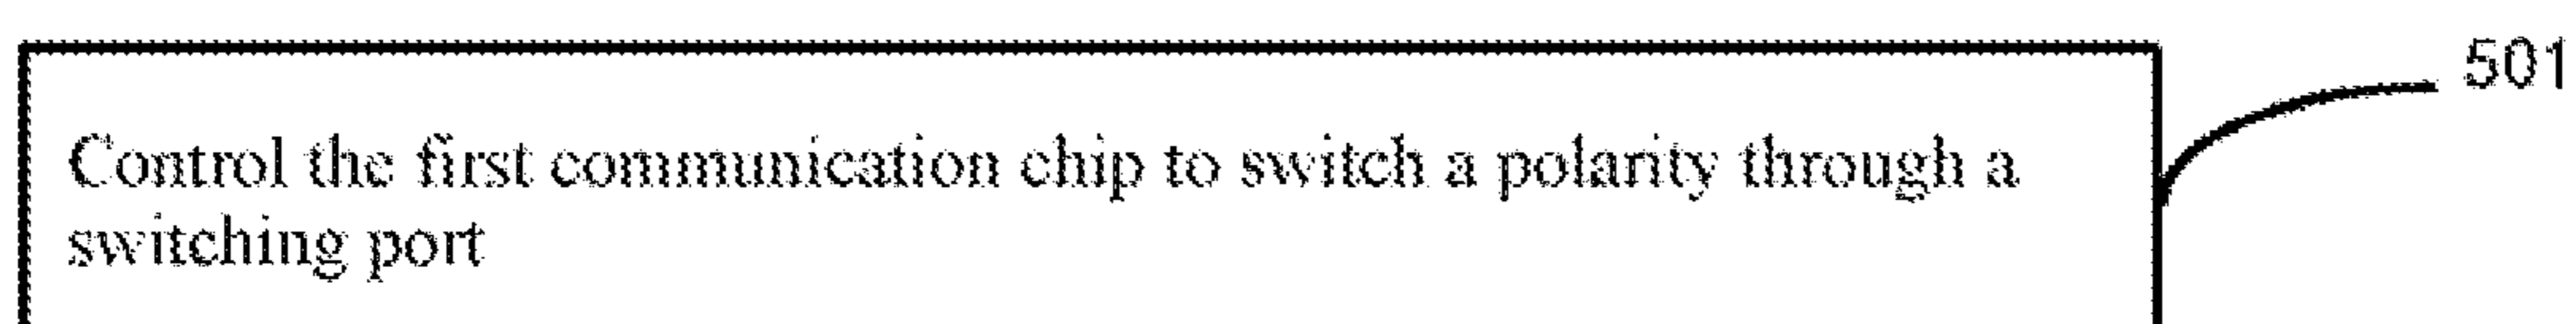 501
Control the first communication chip to switch a polarity through a
switching port